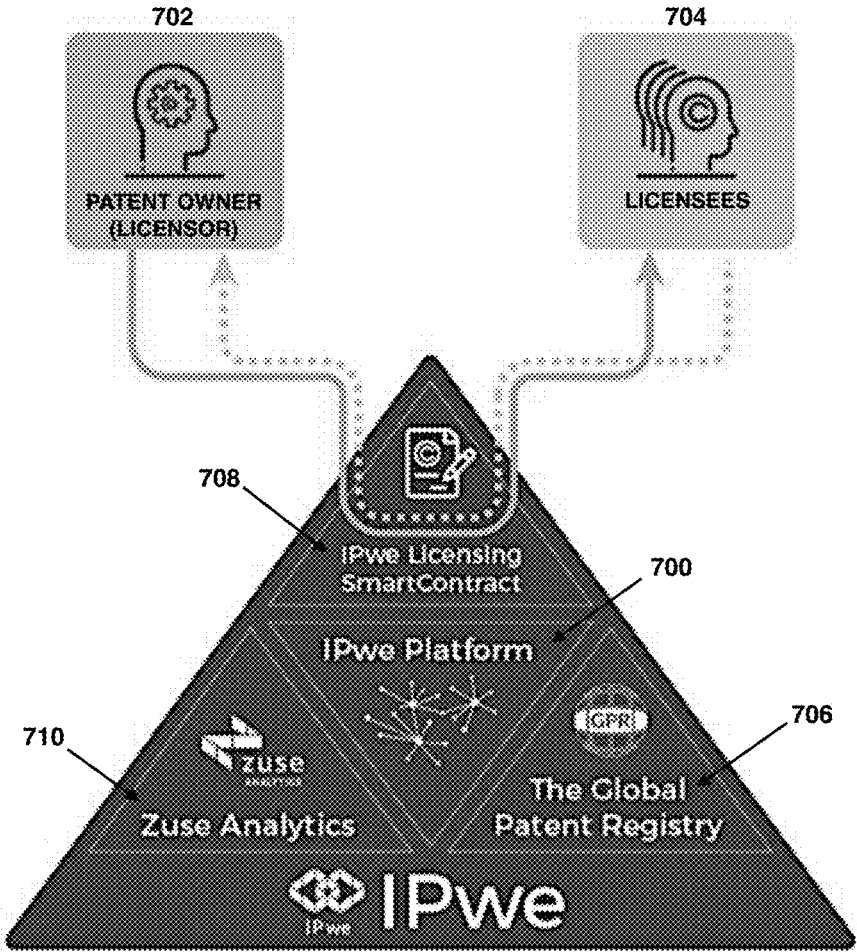 702
704
PATENT OWNER
(LICENSOR)
LICENSEES
C
C
708
IPwe Licensing
SmartContract
700
IPwe Platform
710
zuse
ANALYTICS
Zuse Analytics
706
GPR
The Global
Patent Registry
IPwe
IPwe